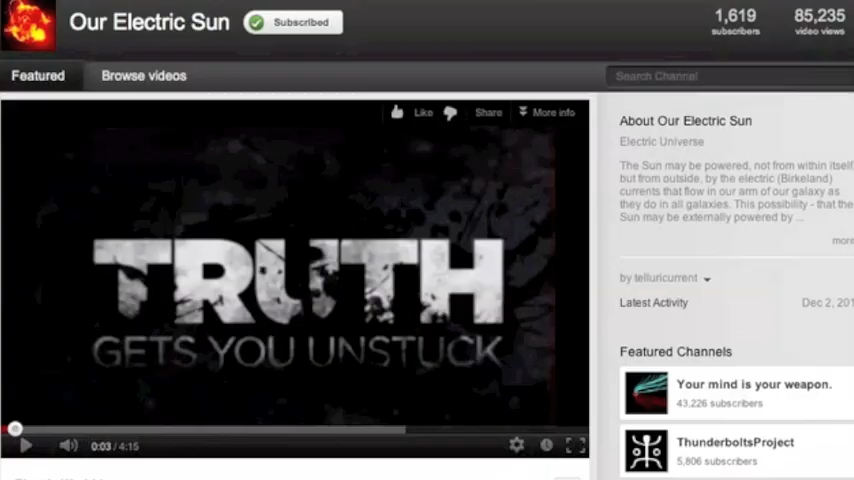 Our Electric Sun
Subscribed
1,619
subscribers
85,235
video views
Featured
Browse videos
Search Channel
Like
Share
More info
TRUTH
GETS YOU UNSTUCK
0:03 / 4:15
About Our Electric Sun
Electric Universe
The Sun may be powered, not from within itself,
but from outside, by the electric (Birkeland)
currents that flow in our arm of our galaxy as
they do in all galaxies. This possibility - that the
Sun may be externally powered by ...
more
by telluricurrent
Latest Activity
Dec 2, 201
Featured Channels
Your mind is your weapon.
43,226 subscribers
ThunderboltsProject
5,806 subscribers